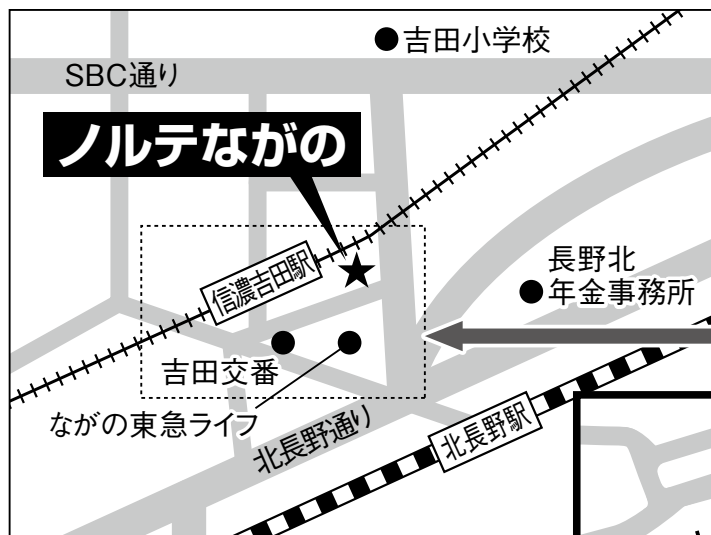 吉田小学校
SBC通り
ノルテながの
信濃吉田駅
長野北
年金事務所
吉田交番
ながの東急ライフ
北長野通り
北長野駅